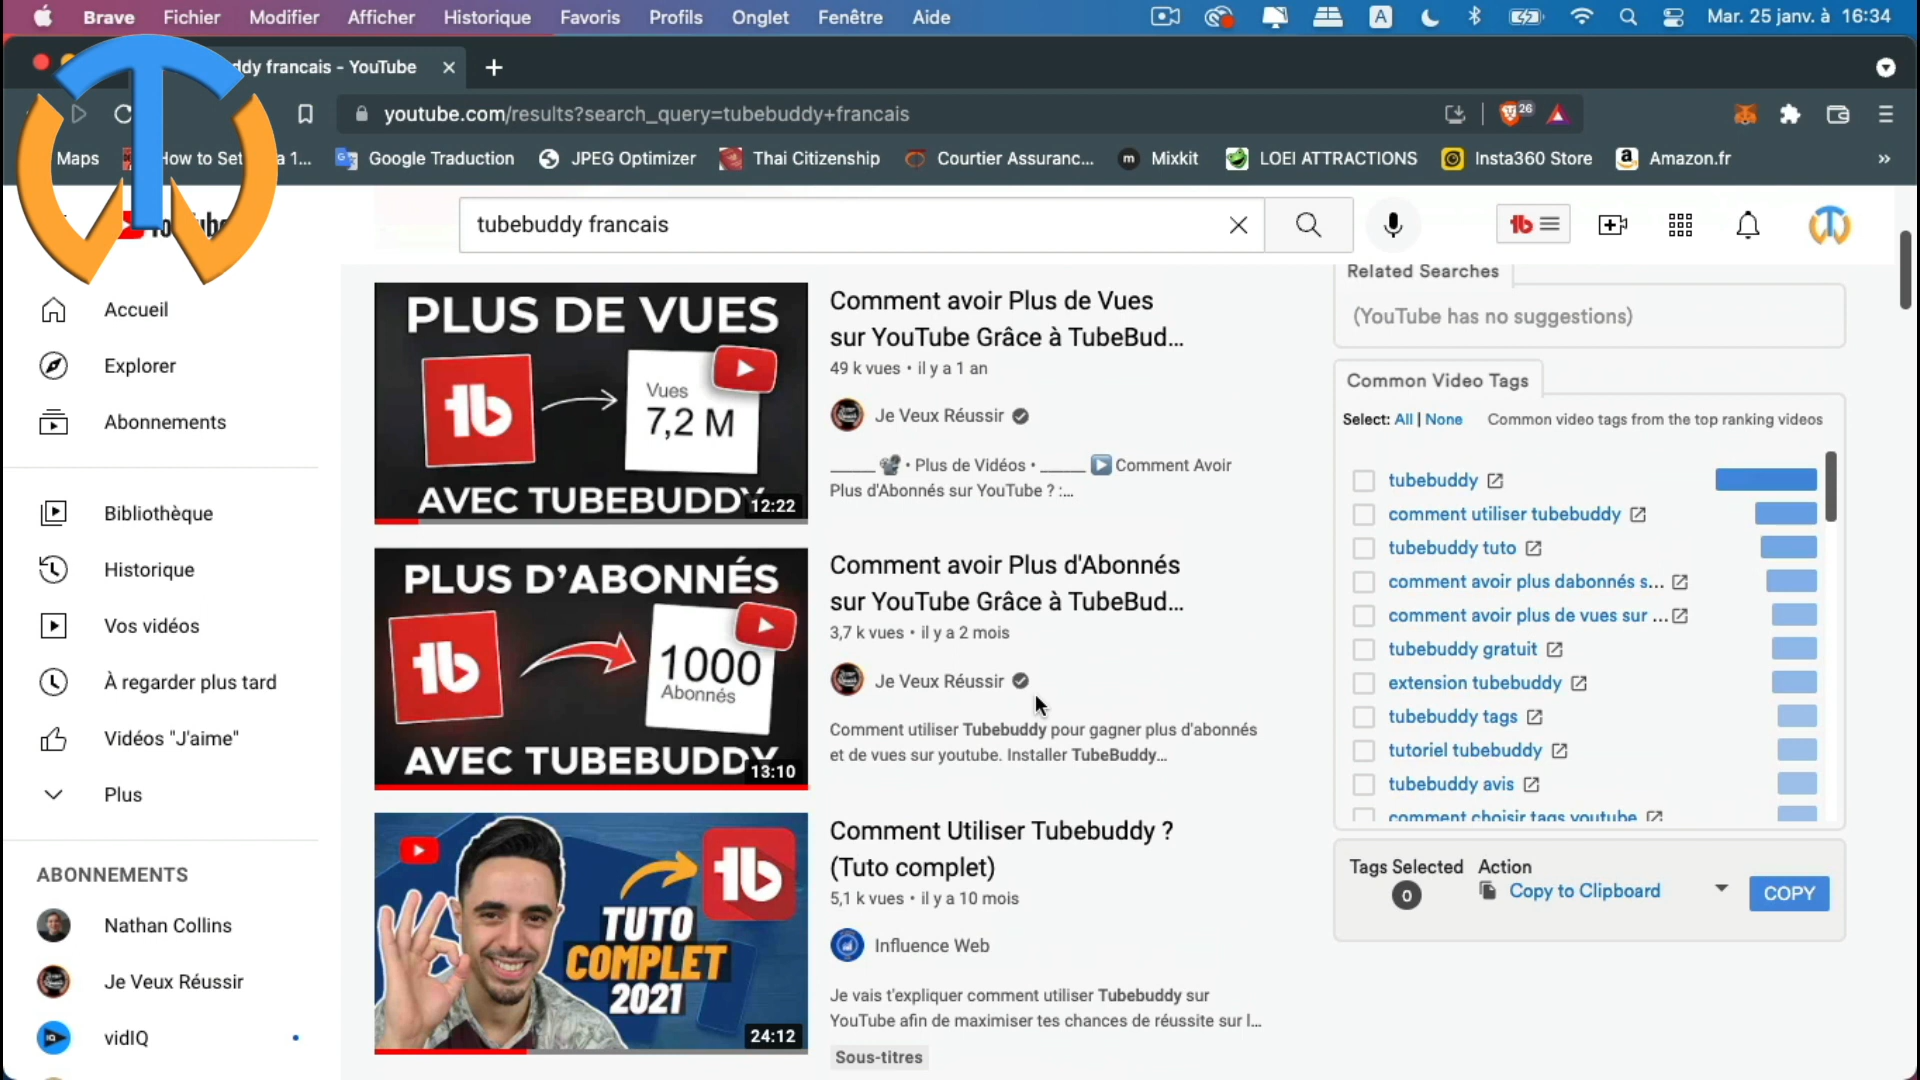 Brave Fichier Modifier Afficher Historique Favoris Profils Onglet Fenêtre Aide
A Mar. 25 janv. à 16:34
ddy francais - YouTube
youtube.com/results?search_query=tubebuddy+francais
26
Maps
How to Set
a 1...
Google Traduction
JPEG Optimizer
Thai Citizenship
Courtier Assuranc...
Mixkit
LOEI ATTRACTIONS
Insta360 Store
Amazon.fr
»
tubebuddy francais
Accueil
Explorer
Abonnements
Bibliothèque
Historique
Vos vidéos
À regarder plus tard
Vidéos "J'aime"
Plus
ABONNEMENTS
Nathan Collins
Je Veux Réussir
vidIQ
PLUS DE VUES
Vues
7,2 M
AVEC TUBEBUDDY
12:22
Comment avoir Plus de Vues
sur YouTube Grâce à TubeBud...
49 k vues • il y a 1 an
Je Veux Réussir
_____ 📽 • Plus de Vidéos • _____ ▶ Comment Avoir
Plus d'Abonnés sur YouTube ? :...
PLUS D'ABONNÉS
1000
Abonnés
AVEC TUBEBUDDY
13:10
Comment avoir Plus d'Abonnés
sur YouTube Grâce à TubeBud...
3,7 k vues • il y a 2 mois
Je Veux Réussir
Comment utiliser Tubebuddy pour gagner plus d'abonnés
et de vues sur youtube. Installer TubeBuddy...
TUTO
COMPLET
2021
24:12
Comment Utiliser Tubebuddy ?
(Tuto complet)
5,1 k vues • il y a 10 mois
Influence Web
Je vais t'expliquer comment utiliser Tubebuddy sur
YouTube afin de maximiser tes chances de réussite sur l...
Sous-titres
Related Searches
(YouTube has no suggestions)
Common Video Tags
Select: All | None Common video tags from the top ranking videos
tubebuddy
comment utiliser tubebuddy
tubebuddy tuto
comment avoir plus dabonnés s...
comment avoir plus de vues sur ...
tubebuddy gratuit
extension tubebuddy
tubebuddy tags
tutoriel tubebuddy
tubebuddy avis
comment choisir tags youtube
Tags Selected Action
0 Copy to Clipboard COPY